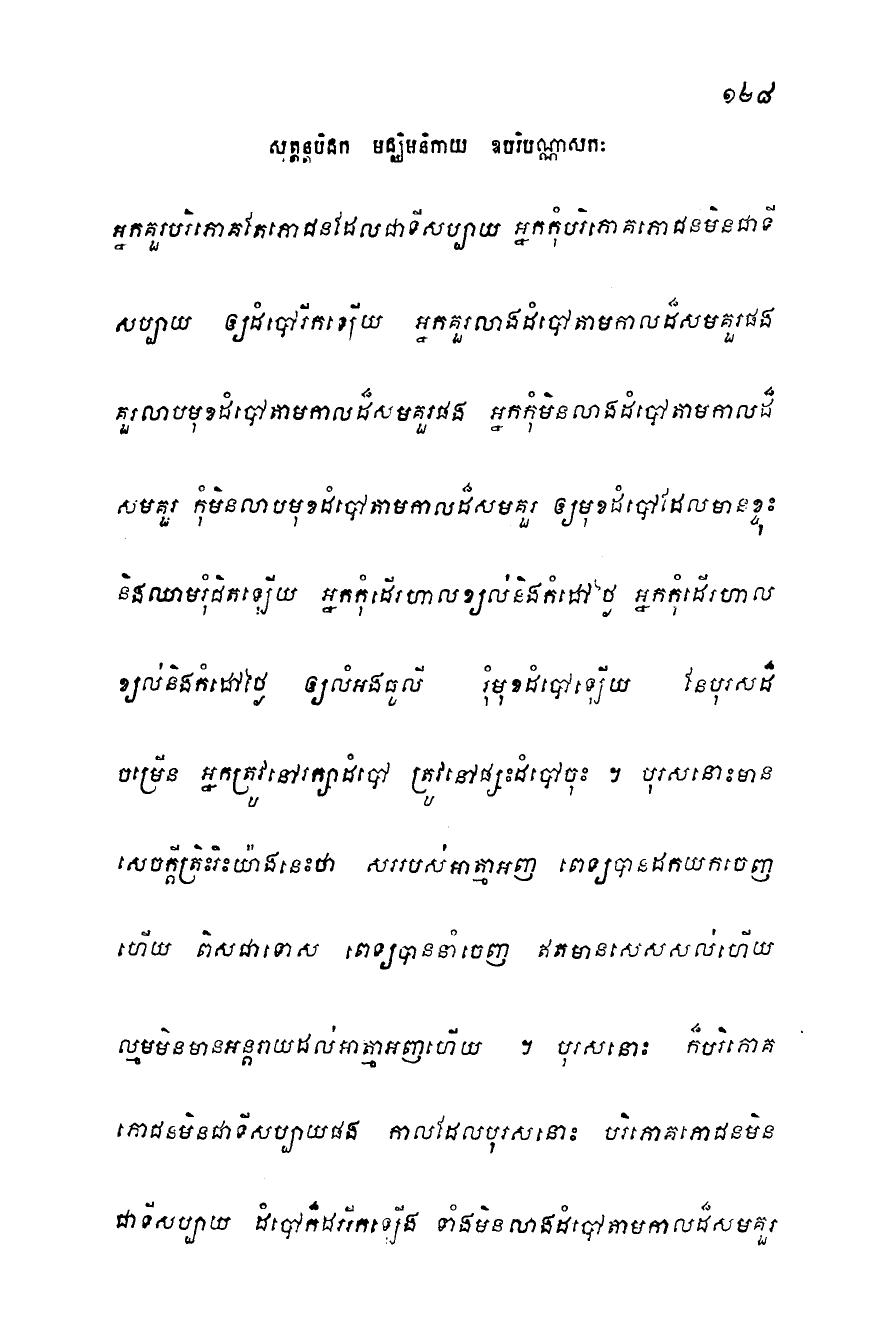 ១២៨
សុត្តន្តបិដក មជ្ឈិមនិកាយ ឧបរិបណ្ណាសកៈ
អ្នកគួរបរិភោគតែភោជនដែលជាទីសប្បាយ អ្នកកុំបរិភោគភោជនមិនជាទី
សប្បាយ ឲ្យដំបៅរីកឡើយ អ្នកគួរលាងដំបៅតាមកាលដ៏សមគួរផង
គួរលាបមុខដំបៅតាមកាលដ៏សមគួរផង អ្នកកុំមិនលាងដំបៅតាមកាលដ៏
សមគួរ កុំមិនលាបមុខដំបៅតាមកាលដ៏សមគួរ ឲ្យមុខដំបៅដែលមានខ្ទុះ
និងឈាមរុំជិតឡើយ អ្នកកុំដើរហាលខ្យល់និងកំដៅថ្ងៃ អ្នកកុំដើរហាល
ខ្យល់និងកំដៅថ្ងៃ ឲ្យលំអងធូលី រុំមុខដំបៅឡើយ នែបុរសដ៏
ចម្រើន អ្នកត្រូវនៅរក្សាដំបៅ ត្រូវនៅផ្សះដំបៅចុះ ។ បុរសនោះមាន
សេចក្តីត្រិះរិះយ៉ាងនេះថា សររបស់អាត្មាអញ ពេទ្យបានដកយកចេញ
ហើយ ពិសជាទោស ពេទ្យបាននាំចេញ ឥតមានសេសសល់ហើយ
ល្មមមិនមានអន្តរាយដល់អាត្មាអញហើយ ។ បុរសនោះ ក៏បរិភោគ
ភោជនមិនជាទីសប្បាយផង កាលដែលបុរសនោះ បរិភោគភោជនមិន
ជាទីសប្បាយ ដំបៅក៏ដររីកឡើង ទាំងមិនលាងដំបៅតាមកាលដ៏សមគួរ